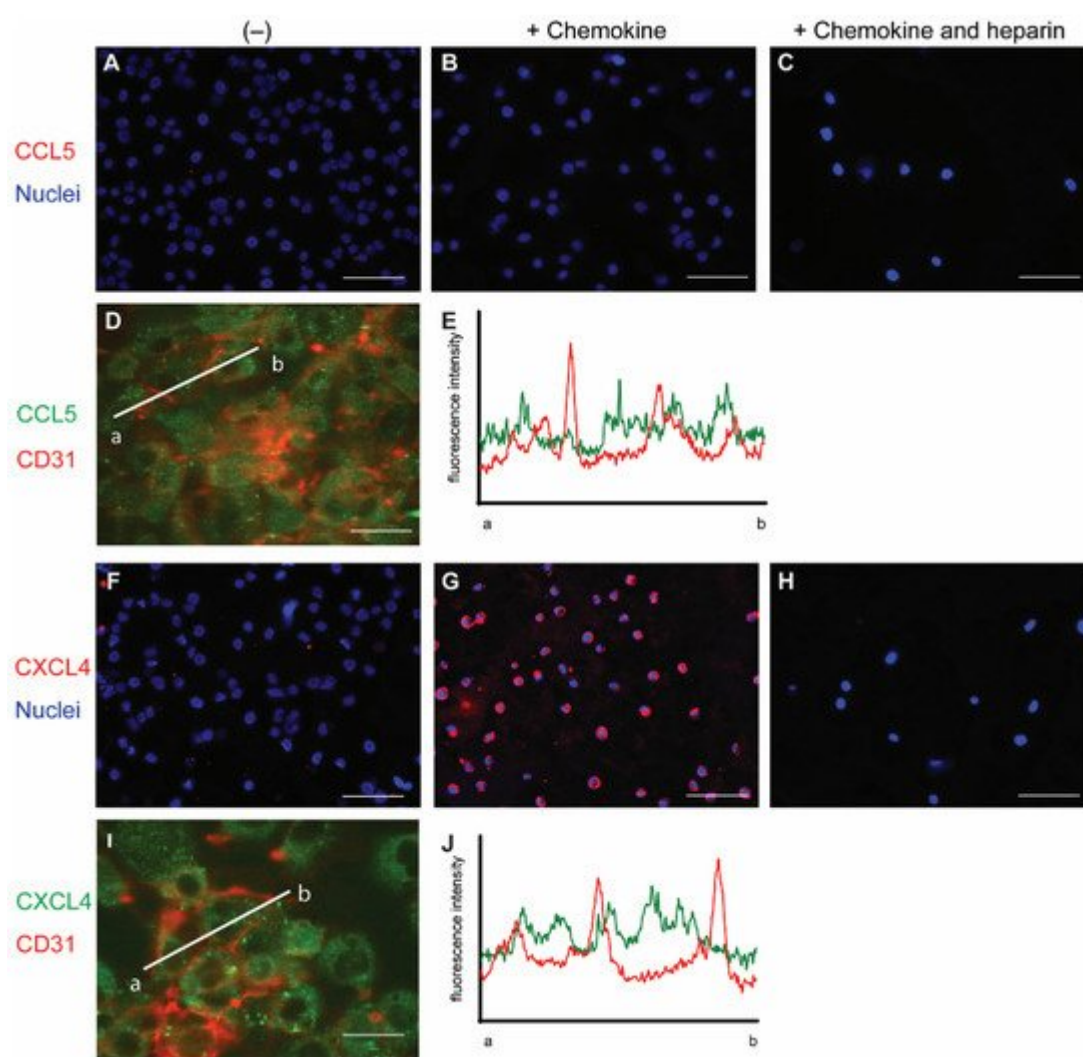 (–)
+ Chemokine
+ Chemokine and heparin
A
B
C
CCL5
Nuclei
D
a
b
E
fluorescence intensity
a
b
CCL5
CD31
F
G
H
CXCL4
Nuclei
I
a
b
J
fluorescence intensity
a
b
CXCL4
CD31